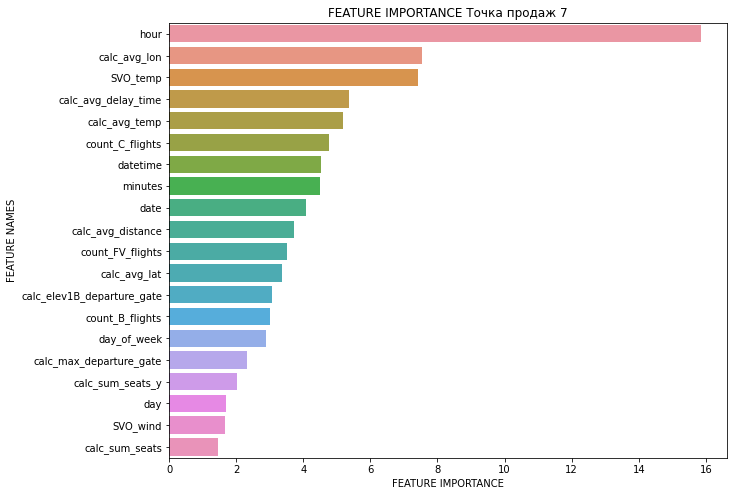 FEATURE IMPORTANCE Точка продаж 7
FEATURE NAMES
hour
calc_avg_lon
SVO_temp
calc_avg_delay_time
calc_avg_temp
count_C_flights
datetime
minutes
date
calc_avg_distance
count_FV_flights
calc_avg_lat
calc_elev1B_departure_gate
count_B_flights
day_of_week
calc_max_departure_gate
calc_sum_seats_y
day
SVO_wind
calc_sum_seats
0 2 4 6 8 10 12 14 16
FEATURE IMPORTANCE